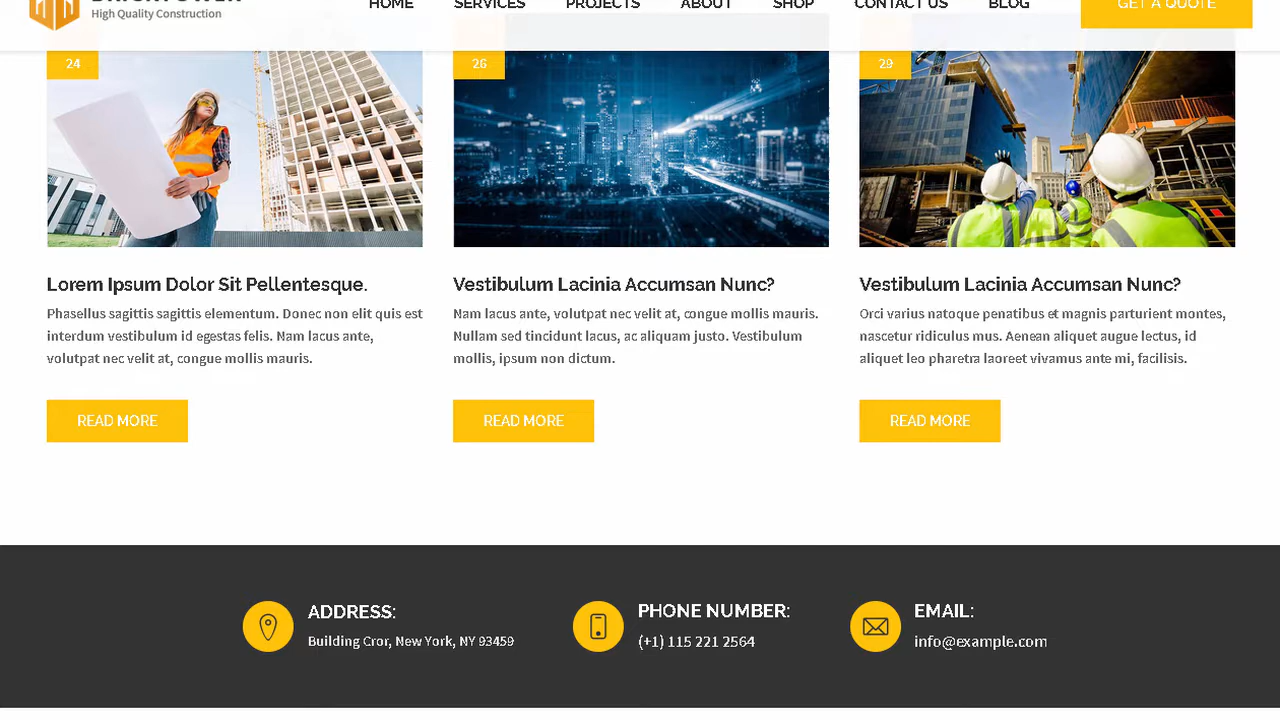 High Quality Construction
HOME SERVICES PROJECTS ABOUT SHOP CONTACT US BLOG GET A QUOTE
24
26
29
Lorem Ipsum Dolor Sit Pellentesque.
Phasellus sagittis sagittis elementum. Donec non elit quis est
interdum vestibulum id egestas felis. Nam lacus ante,
volutpat nec velit at, congue mollis mauris.
READ MORE
Vestibulum Lacinia Accumsan Nunc?
Nam lacus ante, volutpat nec velit at, congue mollis mauris.
Nullam sed tincidunt lacus, ac aliquam justo. Vestibulum
mollis, ipsum non dictum.
READ MORE
Vestibulum Lacinia Accumsan Nunc?
Orci varius natoque penatibus et magnis parturient montes,
nascetur ridiculus mus. Aenean aliquet augue lectus, id
aliquet leo pharetra laoreet vivamus ante mi, facilisis.
READ MORE
ADDRESS:
Building Cror, New York, NY 93459
PHONE NUMBER:
(+1) 115 221 2564
EMAIL:
info@example.com